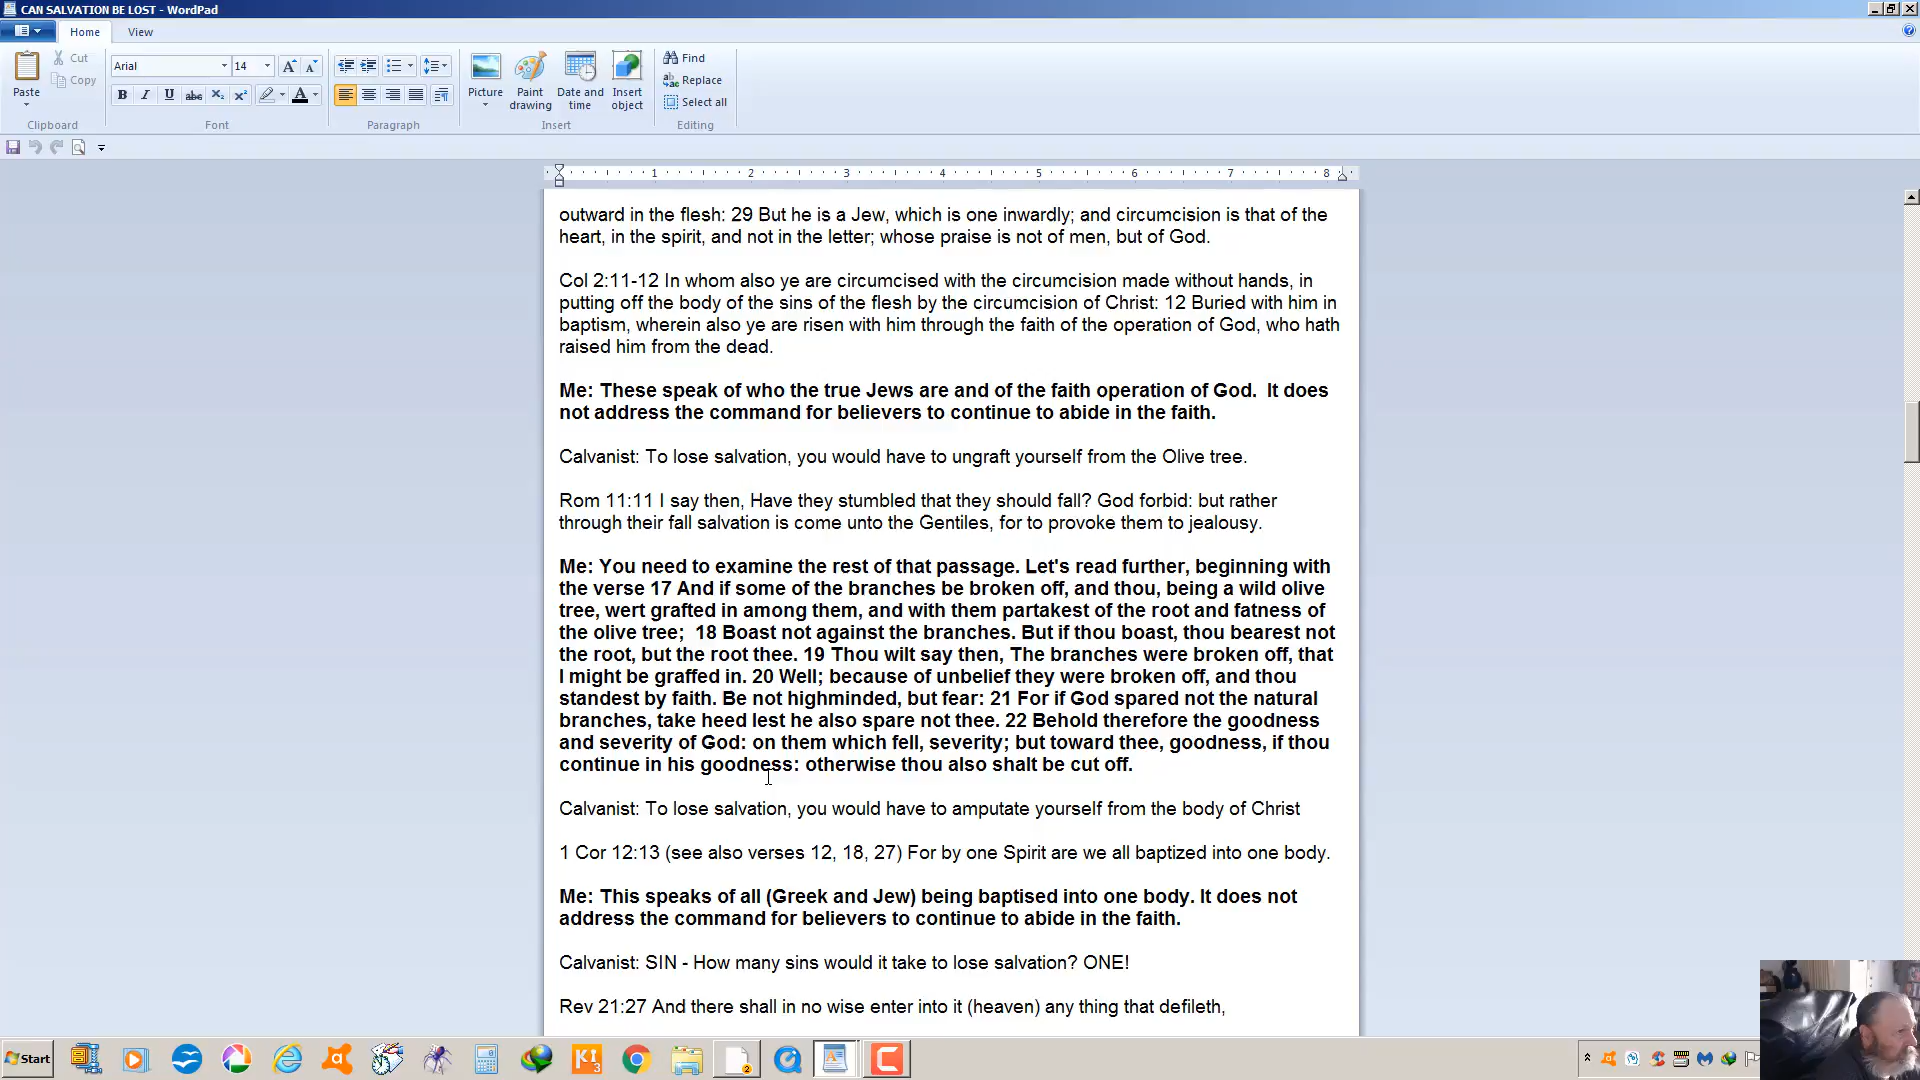 CAN SALVATION BE LOST - WordPad
Home
View
Paste
Cut
Copy
Clipboard
Arial
14
Font
Paragraph
Picture
Paint drawing
Date and time
Insert object
Insert
Find
Replace
Select all
Editing
1 2 3 4 5 6 7 8
outward in the flesh: 29 But he is a Jew, which is one inwardly; and circumcision is that of the
heart, in the spirit, and not in the letter; whose praise is not of men, but of God.
Col 2:11-12 In whom also ye are circumcised with the circumcision made without hands, in
putting off the body of the sins of the flesh by the circumcision of Christ: 12 Buried with him in
baptism, wherein also ye are risen with him through the faith of the operation of God, who hath
raised him from the dead.
Me: These speak of who the true Jews are and of the faith operation of God.  It does
not address the command for believers to continue to abide in the faith.
Calvanist: To lose salvation, you would have to ungraft yourself from the Olive tree.
Rom 11:11 I say then, Have they stumbled that they should fall? God forbid: but rather
through their fall salvation is come unto the Gentiles, for to provoke them to jealousy.
Me: You need to examine the rest of that passage. Let's read further, beginning with
the verse 17 And if some of the branches be broken off, and thou, being a wild olive
tree, wert grafted in among them, and with them partakest of the root and fatness of
the olive tree;  18 Boast not against the branches. But if thou boast, thou bearest not
the root, but the root thee. 19 Thou wilt say then, The branches were broken off, that
I might be graffed in. 20 Well; because of unbelief they were broken off, and thou
standest by faith. Be not highminded, but fear: 21 For if God spared not the natural
branches, take heed lest he also spare not thee. 22 Behold therefore the goodness
and severity of God: on them which fell, severity; but toward thee, goodness, if thou
continue in his goodness: otherwise thou also shalt be cut off.
Calvanist: To lose salvation, you would have to amputate yourself from the body of Christ
1 Cor 12:13 (see also verses 12, 18, 27) For by one Spirit are we all baptized into one body.
Me: This speaks of all (Greek and Jew) being baptised into one body. It does not
address the command for believers to continue to abide in the faith.
Calvanist: SIN - How many sins would it take to lose salvation? ONE!
Rev 21:27 And there shall in no wise enter into it (heaven) any thing that defileth,
Start